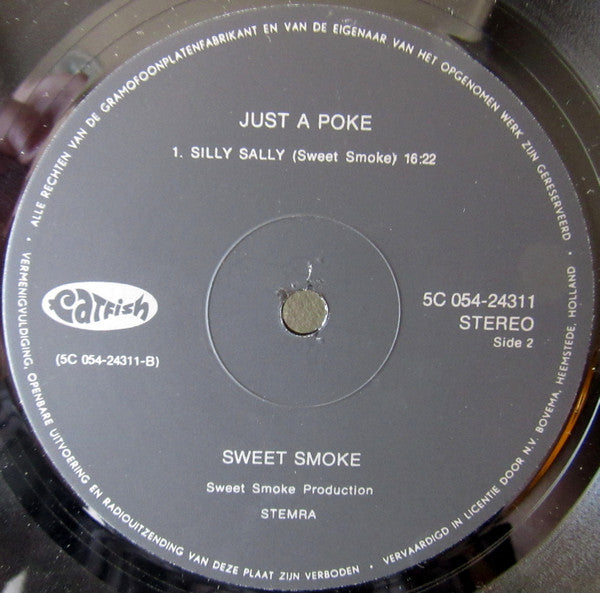 • ALLE RECHTEN VAN DE GRAMOFOONPLATENFABRIKANT EN VAN DE EIGENAAR VAN HET OPGENOMEN WERK ZIJN GERESERVEERD •
JUST A POKE
1. SILLY SALLY (Sweet Smoke) 16:22
Catfish
(5C 054-24311-B)
5C 054-24311
STEREO
Side 2
SWEET SMOKE
Sweet Smoke Production
STEMRA
VERMENIGVULDIGING, OPENBARE UITVOERING EN RADIOUITZENDING VAN DEZE PLAAT ZIJN VERBODEN • VERVAARDIGD IN LICENTIE DOOR N.V. BOVEMA, HEEMSTEDE, HOLLAND •